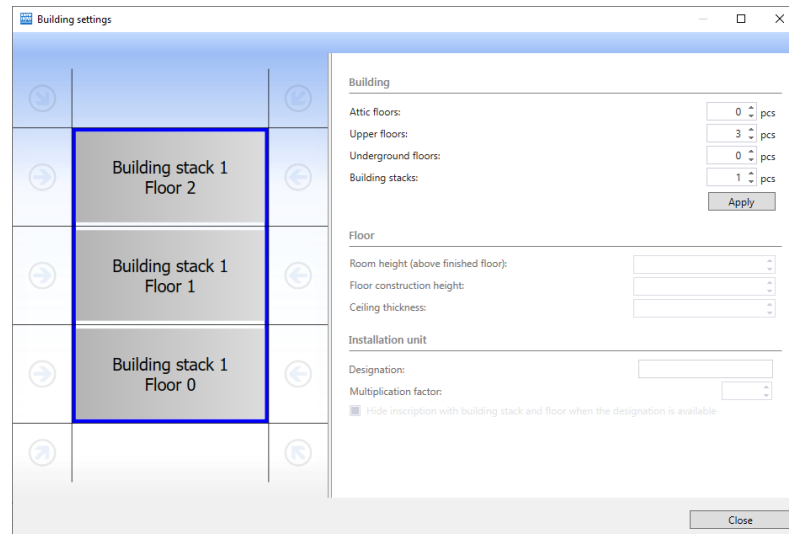 Building settings
Building
Attic floors:
0
pcs
Upper floors:
3
pcs
Underground floors:
0
pcs
Building stacks:
1
pcs
Apply
Building stack 1
Floor 2
Building stack 1
Floor 1
Building stack 1
Floor 0
Floor
Room height (above finished floor):
Floor construction height:
Ceiling thickness:
Installation unit
Designation:
Multiplication factor:
Hide inscription with building stack and floor when the designation is available
Close